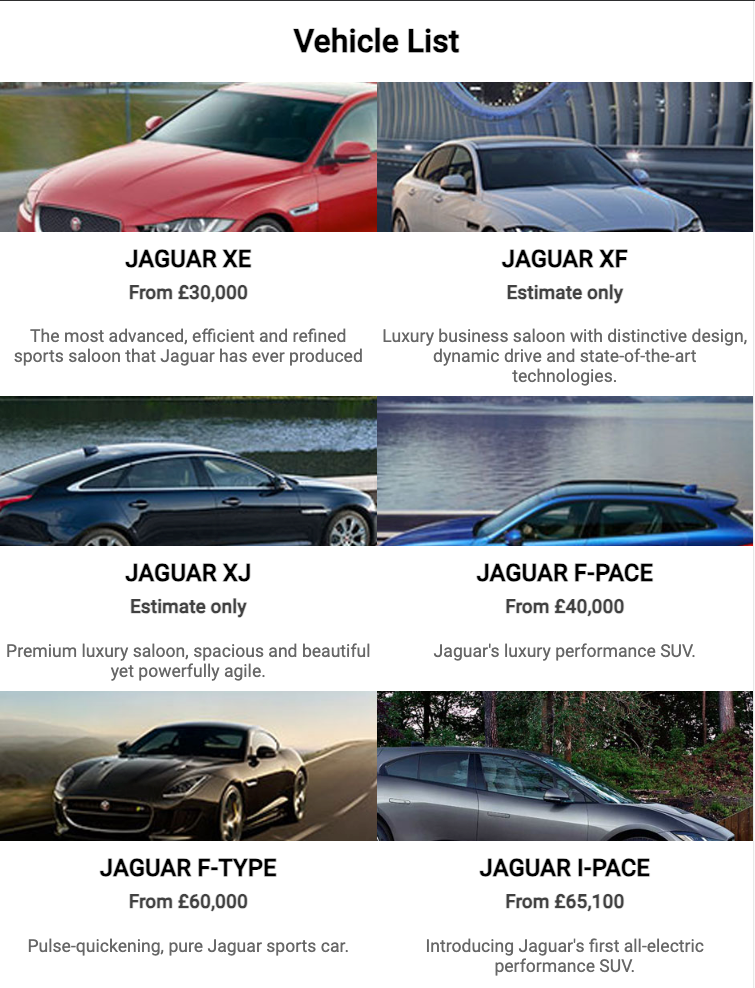 Vehicle List
JAGUAR XE
From £30,000
The most advanced, efficient and refined
sports saloon that Jaguar has ever produced
JAGUAR XF
Estimate only
Luxury business saloon with distinctive design,
dynamic drive and state-of-the-art
technologies.
JAGUAR XJ
Estimate only
Premium luxury saloon, spacious and beautiful
yet powerfully agile.
JAGUAR F-PACE
From £40,000
Jaguar's luxury performance SUV.
JAGUAR F-TYPE
From £60,000
Pulse-quickening, pure Jaguar sports car.
JAGUAR I-PACE
From £65,100
Introducing Jaguar's first all-electric
performance SUV.